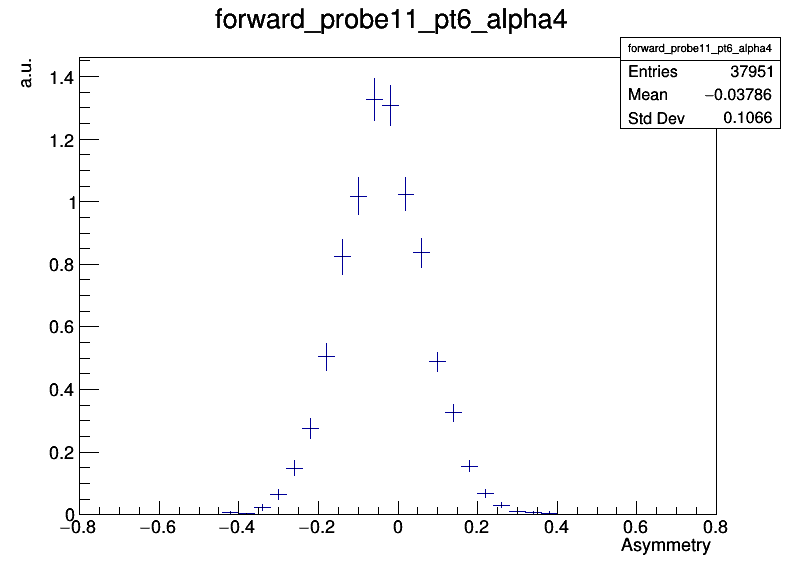 forward_probe11_pt6_alpha4
forward_probe11_pt6_alpha4
Entries 37951
Mean −0.03786
Std Dev 0.1066
a.u.
1.4
1.2
1
0.8
0.6
0.4
0.2
0
−0.8 −0.6 −0.4 −0.2 0 0.2 0.4 0.6 0.8
Asymmetry